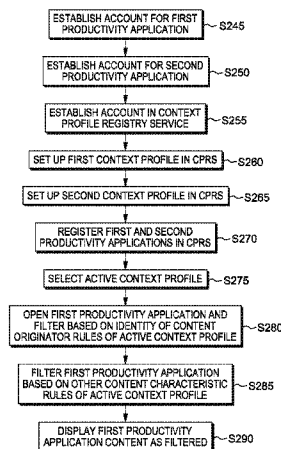 ESTABLISH ACCOUNT FOR FIRST
PRODUCTIVITY APPLICATION
S245
ESTABLISH ACCOUNT FOR SECOND
PRODUCTIVITY APPLICATION
S250
ESTABLISH ACCOUNT IN CONTEXT
PROFILE REGISTRY SERVICE
S255
SET UP FIRST CONTEXT PROFILE IN CPRS
S260
SET UP SECOND CONTEXT PROFILE IN CPRS
S265
REGISTER FIRST AND SECOND
PRODUCTIVITY APPLICATIONS IN CPRS
S270
SELECT ACTIVE CONTEXT PROFILE
S275
OPEN FIRST PRODUCTIVITY APPLICATION AND
FILTER BASED ON IDENTITY OF CONTENT
ORIGINATOR RULES OF ACTIVE CONTEXT PROFILE
S280
FILTER FIRST PRODUCTIVITY APPLICATION
BASED ON OTHER CONTENT CHARACTERISTIC
RULES OF ACTIVE CONTEXT PROFILE
S285
DISPLAY FIRST PRODUCTIVITY
APPLICATION CONTENT AS FILTERED
S290